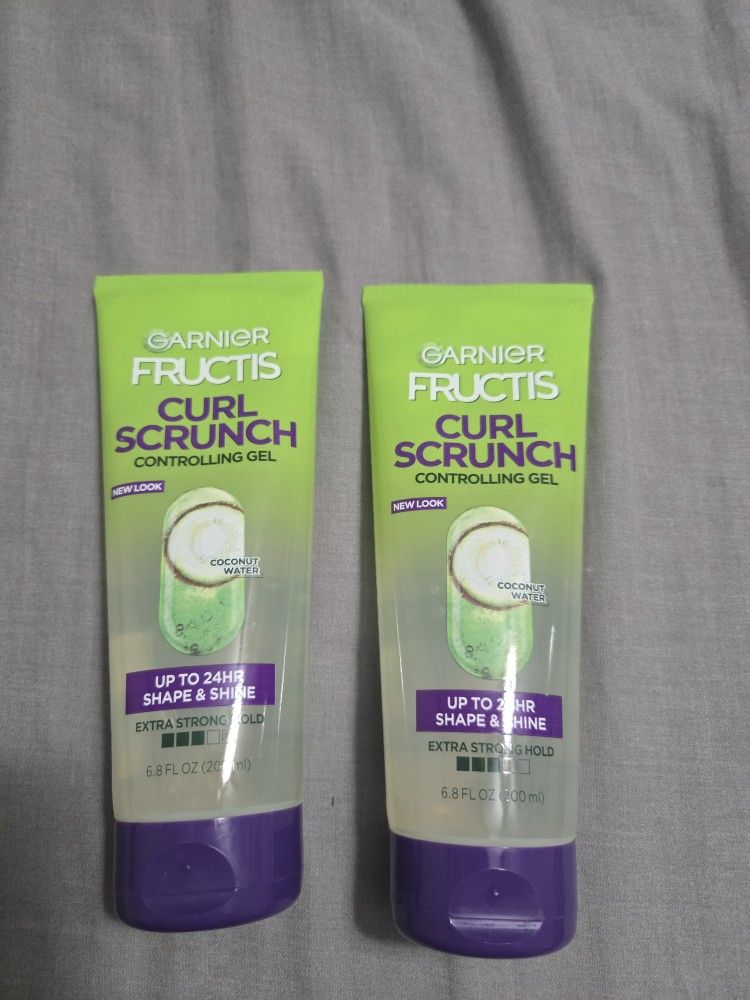 GARNIER
FRUCTIS
CURL
SCRUNCH
CONTROLLING GEL
NEW LOOK
COCONUT
WATER
UP TO 24HR
SHAPE & SHINE
EXTRA STRONG HOLD
6.8 FL OZ (200 ml)
GARNIER
FRUCTIS
CURL
SCRUNCH
CONTROLLING GEL
NEW LOOK
COCONUT
WATER
UP TO 24HR
SHAPE & SHINE
EXTRA STRONG HOLD
6.8 FL OZ (200 ml)